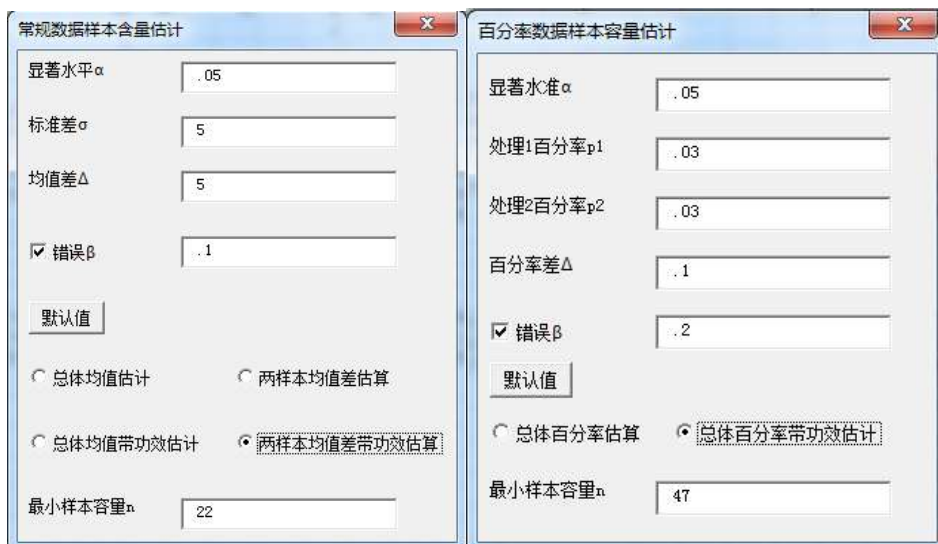 常规数据样本含量估计
显著水平α .05
标准差σ 5
均值差Δ 5
错误β .1
默认值
总体均值估计 两样本均值差估算
总体均值带功效估计 两样本均值差带功效估算
最小样本容量n 22
百分率数据样本容量估计
显著水准α .05
处理1百分率p1 .03
处理2百分率p2 .03
百分率差Δ .1
错误β .2
默认值
总体百分率估算 总体百分率带功效估计
最小样本容量n 47